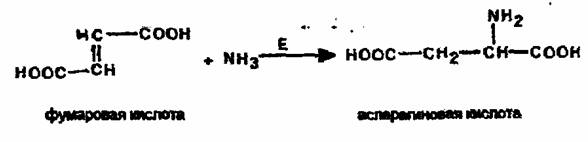 HC—COOH
HOOC—CH
+ NH₃ E
NH₂
HOOC—CH₂—CH—COOH
фумаровая кислота
аспарагиновая кислота